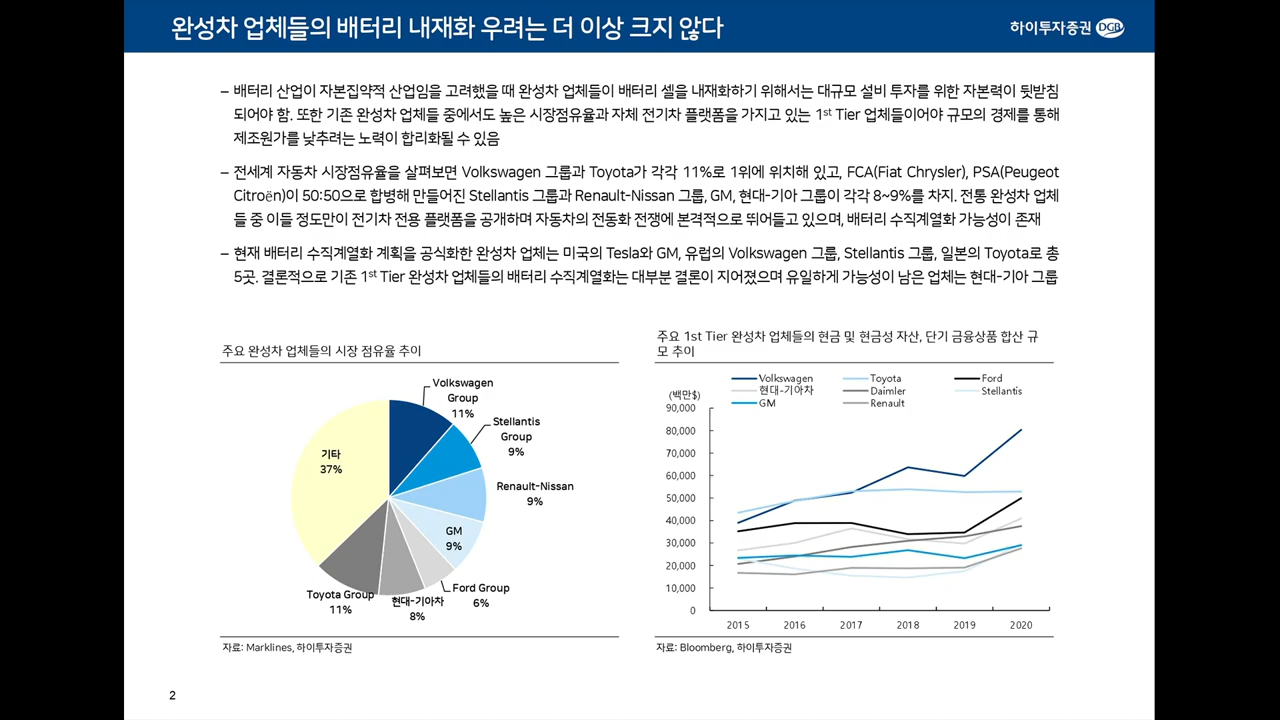 완성차 업체들의 배터리 내재화 우려는 더 이상 크지 않다
하이투자증권 DGB
– 배터리 산업이 자본집약적 산업임을 고려했을 때 완성차 업체들이 배터리 셀을 내재화하기 위해서는 대규모 설비 투자를 위한 자본력이 뒷받침
되어야 함. 또한 기존 완성차 업체들 중에서도 높은 시장점유율과 자체 전기차 플랫폼을 가지고 있는 1st Tier 업체들이어야 규모의 경제를 통해
제조원가를 낮추려는 노력이 합리화될 수 있음
– 전세계 자동차 시장점유율을 살펴보면 Volkswagen 그룹과 Toyota가 각각 11%로 1위에 위치해 있고, FCA(Fiat Chrysler), PSA(Peugeot
Citroën)이 50:50으로 합병해 만들어진 Stellantis 그룹과 Renault-Nissan 그룹, GM, 현대-기아 그룹이 각각 8~9%를 차지. 전통 완성차 업체
들 중 이들 정도만이 전기차 전용 플랫폼을 공개하며 자동차의 전동화 전쟁에 본격적으로 뛰어들고 있으며, 배터리 수직계열화 가능성이 존재
– 현재 배터리 수직계열화 계획을 공식화한 완성차 업체는 미국의 Tesla와 GM, 유럽의 Volkswagen 그룹, Stellantis 그룹, 일본의 Toyota로 총
5곳. 결론적으로 기존 1st Tier 완성차 업체들의 배터리 수직계열화는 대부분 결론이 지어졌으며 유일하게 가능성이 남은 업체는 현대-기아 그룹
주요 완성차 업체들의 시장 점유율 추이
Volkswagen
Group
11%
Stellantis
Group
9%
Renault-Nissan
9%
GM
9%
Ford Group
6%
현대-기아차
8%
Toyota Group
11%
기타
37%
자료: Marklines, 하이투자증권
주요 1st Tier 완성차 업체들의 현금 및 현금성 자산, 단기 금융상품 합산 규
모 추이
(백만$)
Volkswagen
Toyota
Ford
현대-기아차
Daimler
Stellantis
GM
Renault
90,000
80,000
70,000
60,000
50,000
40,000
30,000
20,000
10,000
0
2015 2016 2017 2018 2019 2020
자료: Bloomberg, 하이투자증권
2